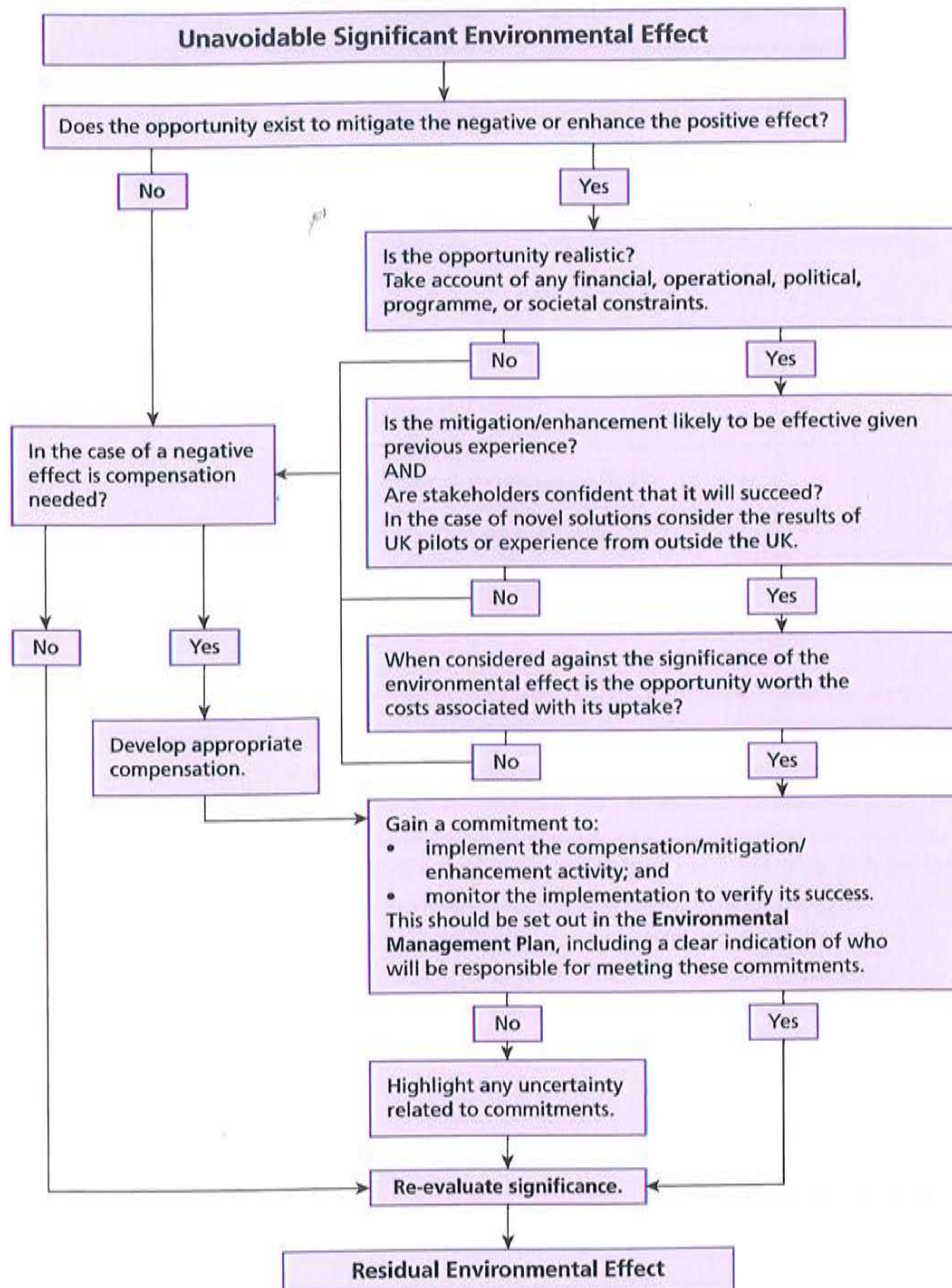 Unavoidable Significant Environmental Effect
Does the opportunity exist to mitigate the negative or enhance the positive effect?
No
Yes
Is the opportunity realistic?
Take account of any financial, operational, political,
programme, or societal constraints.
No
Yes
In the case of a negative
effect is compensation
needed?
Is the mitigation/enhancement likely to be effective given
previous experience?
AND
Are stakeholders confident that it will succeed?
In the case of novel solutions consider the results of
UK pilots or experience from outside the UK.
No
Yes
No
Yes
When considered against the significance of the
environmental effect is the opportunity worth the
costs associated with its uptake?
Develop appropriate
compensation.
No
Yes
Gain a commitment to:
• implement the compensation/mitigation/
enhancement activity; and
• monitor the implementation to verify its success.
This should be set out in the Environmental
Management Plan, including a clear indication of who
will be responsible for meeting these commitments.
No
Yes
Highlight any uncertainty
related to commitments.
Re-evaluate significance.
Residual Environmental Effect